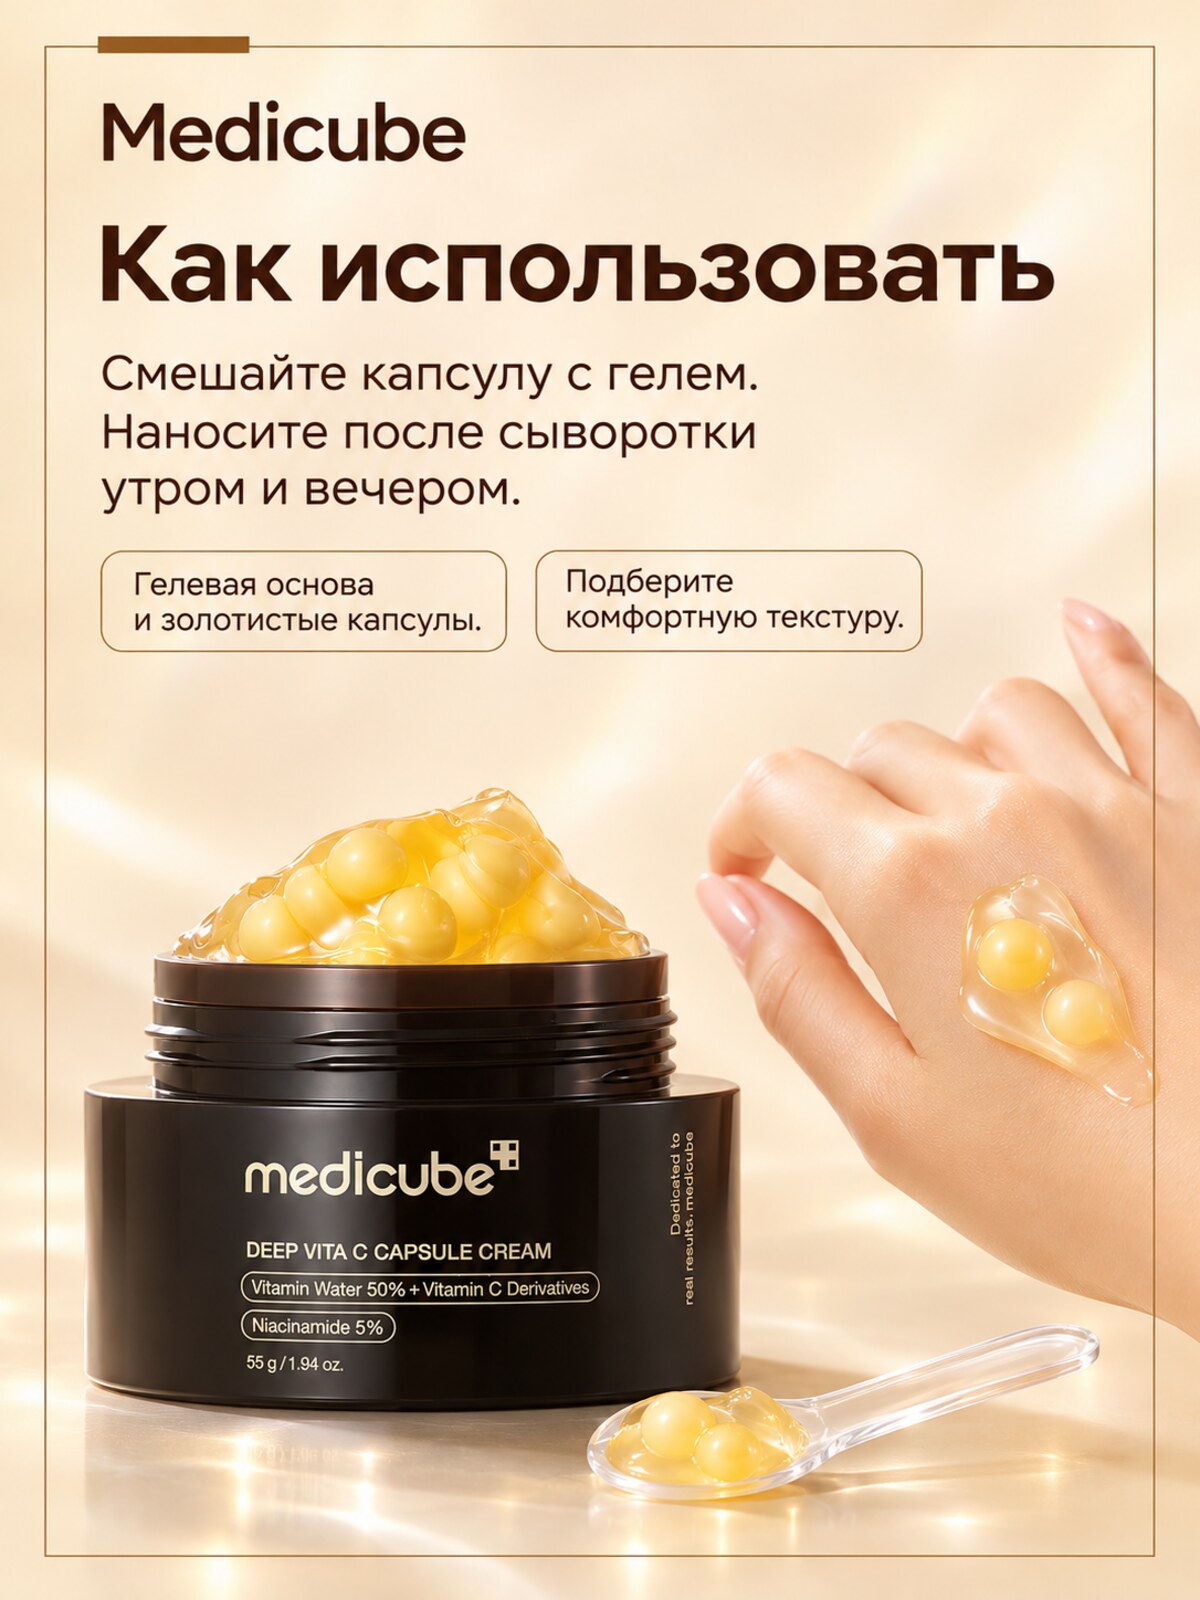 Medicube
Как использовать
Смешайте капсулу с гелем.
Наносите после сыворотки
утром и вечером.
Гелевая основа
и золотистые капсулы.
Подберите
комфортную текстуру.
medicube
DEEP VITA C CAPSULE CREAM
Vitamin Water 50% + Vitamin C Derivatives
Niacinamide 5%
55 g / 1.94 oz.
Dedicated to
real results. medicube